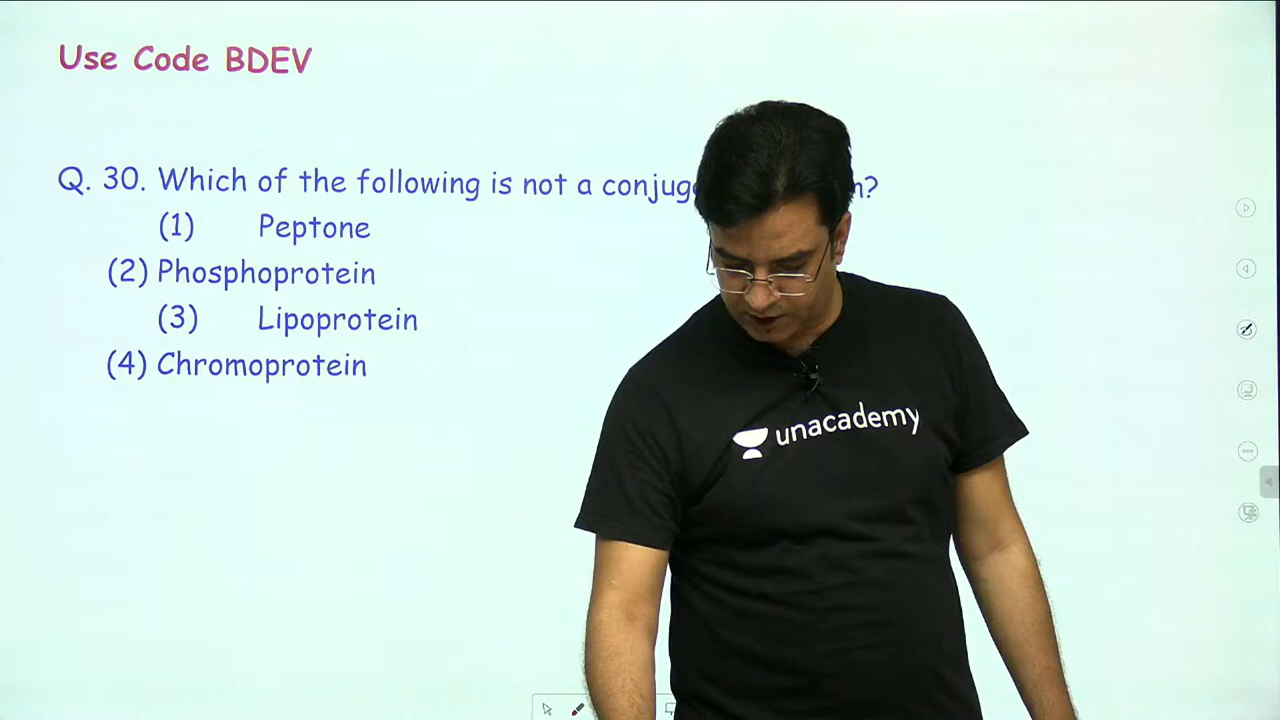 Use Code BDEV
Q. 30. Which of the following is not a
(1) Peptone
(2) Phosphoprotein
(3) Lipoprotein
(4) Chromoprotein
unacademy